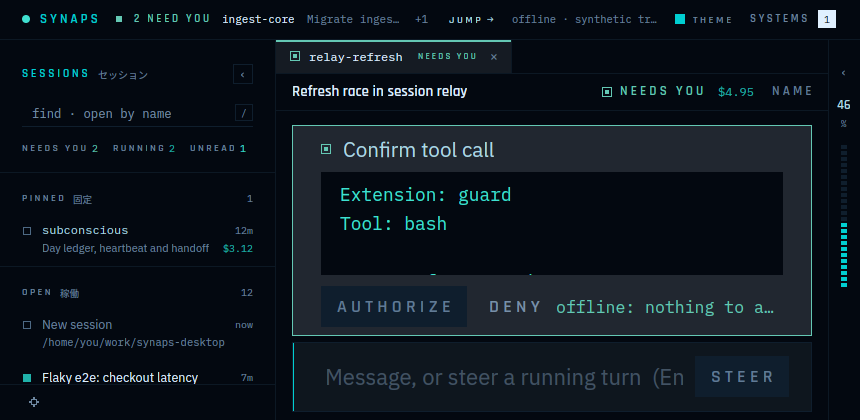 SYNAPS 2 NEED YOU ingest-core Migrate inges… +1 JUMP → offline · synthetic tr… THEME SYSTEMS 1
SESSIONS セッション ‹
find · open by name /
NEEDS YOU 2 RUNNING 2 UNREAD 1
PINNED 固定 1
subconscious 12m
Day ledger, heartbeat and handoff $3.12
OPEN 稼働 12
New session now
/home/you/work/synaps-desktop
Flaky e2e: checkout latency 7m
relay-refresh NEEDS YOU ×
Refresh race in session relay NEEDS YOU $4.95 NAME
Confirm tool call
Extension: guard
Tool: bash
AUTHORIZE DENY offline: nothing to a…
Message, or steer a running turn (En STEER
‹
46
%